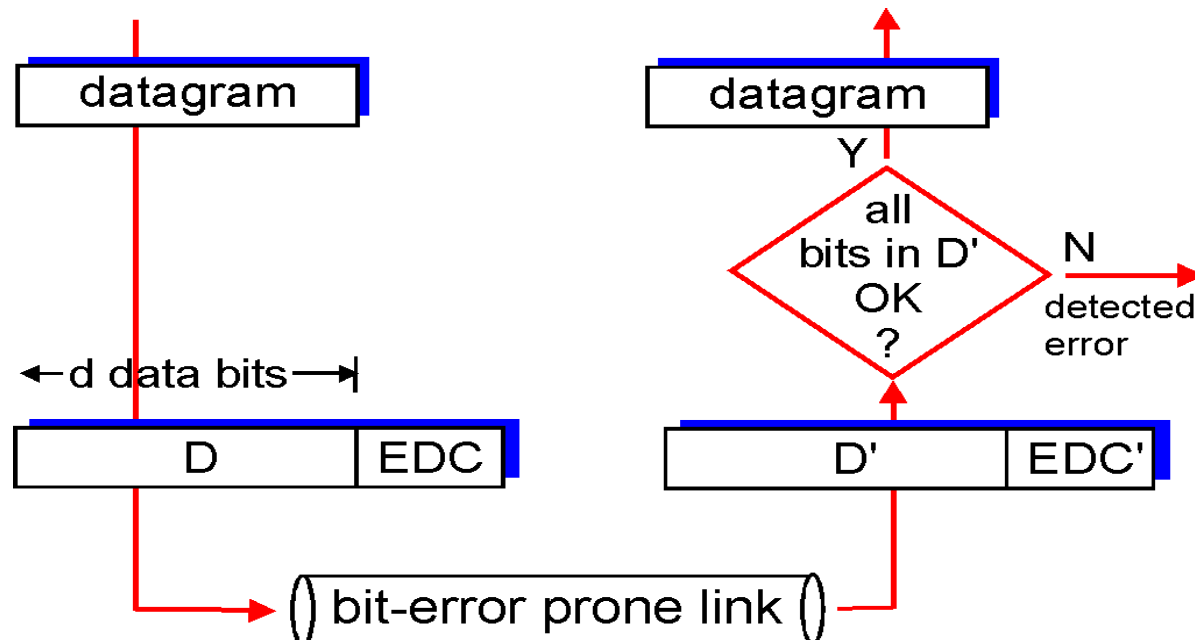 datagram
d data bits
D
EDC
bit-error prone link
datagram
Y
all
bits in D'
OK
?
N
detected
error
D'
EDC'